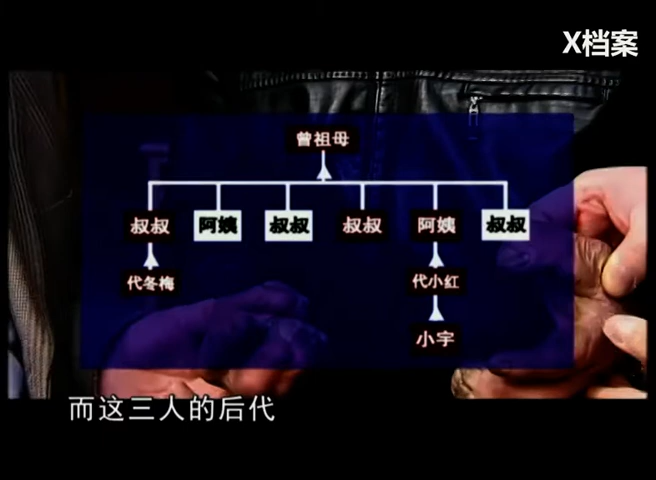 X档案
曾祖母
叔叔 阿姨 叔叔 叔叔 阿姨 叔叔
代冬梅 代小红
小宇
而这三人的后代